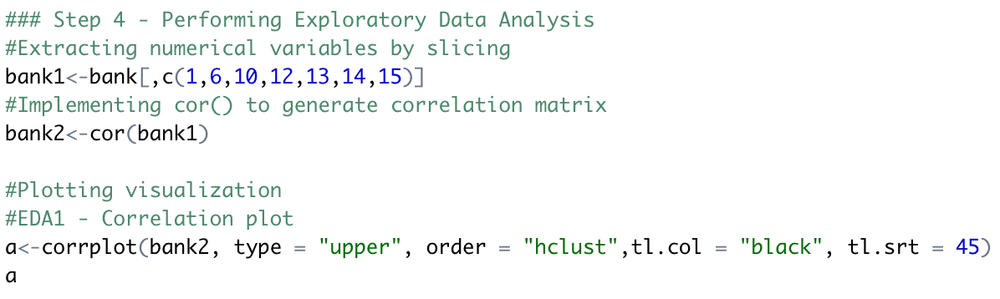 ### Step 4 - Performing Exploratory Data Analysis
#Extracting numerical variables by slicing
bank1<-bank[,c(1,6,10,12,13,14,15)]
#Implementing cor() to generate correlation matrix
bank2<-cor(bank1)
#Plotting visualization
#EDA1 - Correlation plot
a<-corrplot(bank2, type = "upper", order = "hclust",tl.col = "black", tl.srt = 45)
a